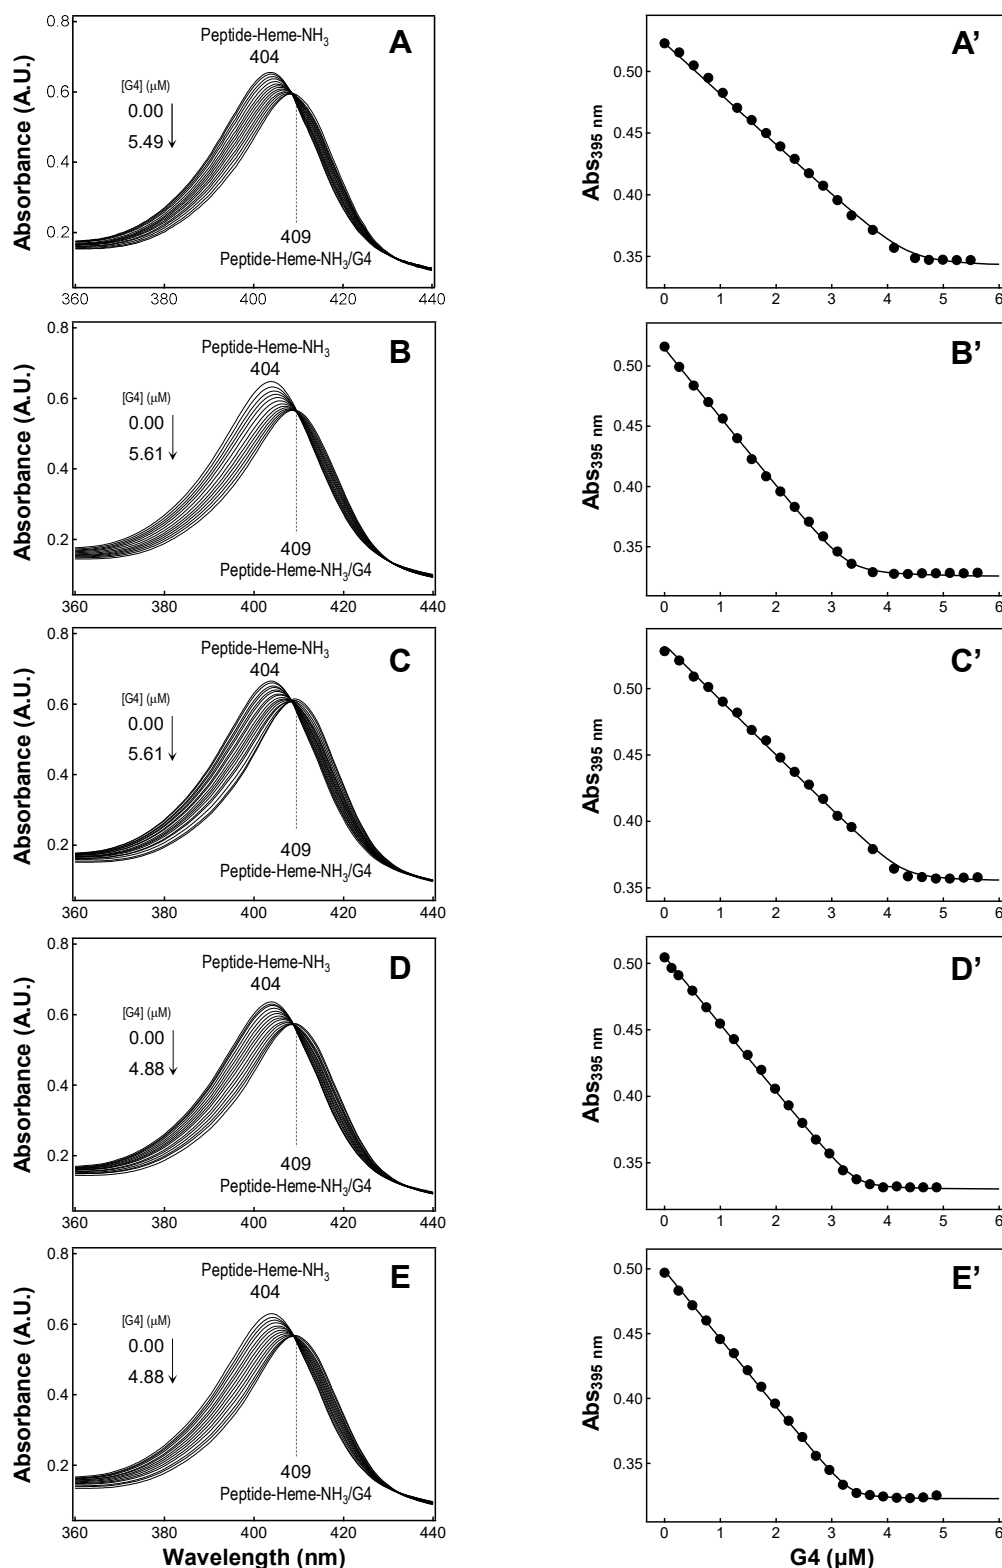 A
Peptide-Heme-NH3
404
[G4] (μM)
0.00
5.49
409
Peptide-Heme-NH3/G4
Absorbance (A.U.)
0.8
0.6
0.4
0.2
360 380 400 420 440
A’
Abs395 nm
0.50
0.45
0.40
0.35
0 1 2 3 4 5 6
B
Peptide-Heme-NH3
404
[G4] (μM)
0.00
5.61
409
Peptide-Heme-NH3/G4
Absorbance (A.U.)
0.8
0.6
0.4
0.2
360 380 400 420 440
B’
Abs395 nm
0.50
0.45
0.40
0.35
0 1 2 3 4 5 6
C
Peptide-Heme-NH3
404
[G4] (μM)
0.00
5.61
409
Peptide-Heme-NH3/G4
Absorbance (A.U.)
0.8
0.6
0.4
0.2
360 380 400 420 440
C’
Abs395 nm
0.50
0.45
0.40
0.35
0 1 2 3 4 5 6
D
Peptide-Heme-NH3
404
[G4] (μM)
0.00
4.88
409
Peptide-Heme-NH3/G4
Absorbance (A.U.)
0.8
0.6
0.4
0.2
360 380 400 420 440
D’
Abs395 nm
0.50
0.45
0.40
0.35
0 1 2 3 4 5 6
E
Peptide-Heme-NH3
404
[G4] (μM)
0.00
4.88
409
Peptide-Heme-NH3/G4
Absorbance (A.U.)
0.8
0.6
0.4
0.2
360 380 400 420 440
Wavelength (nm)
E’
Abs395 nm
0.50
0.45
0.40
0.35
0 1 2 3 4 5 6
G4 (μM)